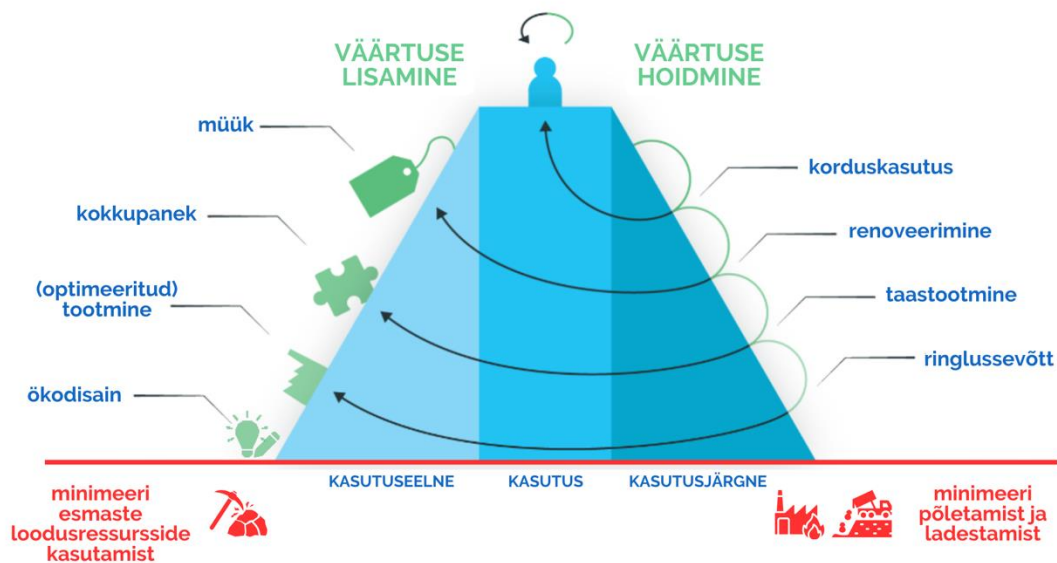 VÄÄRTUSE
LISAMINE
VÄÄRTUSE
HOIDMINE
müük
kokkupanek
(optimeeritud)
tootmine
ökodisain
korduskasutus
renoveerimine
taastootmine
ringlussevõtt
KASUTUSEELNE
KASUTUS
KASUTUSJÄRGNE
minimeeri
esmaste
loodusressursside
kasutamist
minimeeri
põletamist ja
ladestamist